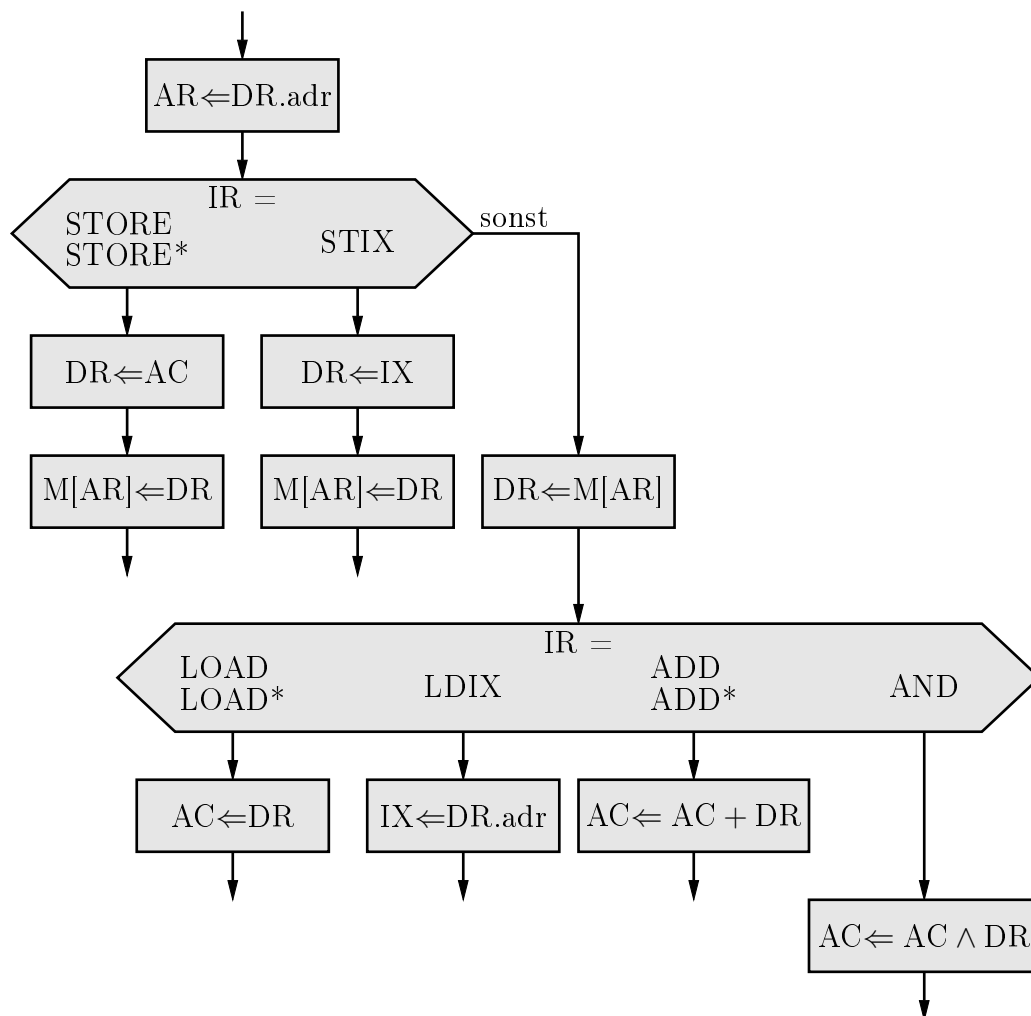 AR⇐DR.adr
IR =
STORE
STORE*
STIX
sonst
DR⇐AC
DR⇐IX
M[AR]⇐DR
M[AR]⇐DR
DR⇐M[AR]
IR =
LOAD
LOAD*
LDIX
ADD
ADD*
AND
AC⇐DR
IX⇐DR.adr
AC⇐ AC + DR
AC⇐ AC ∧ DR